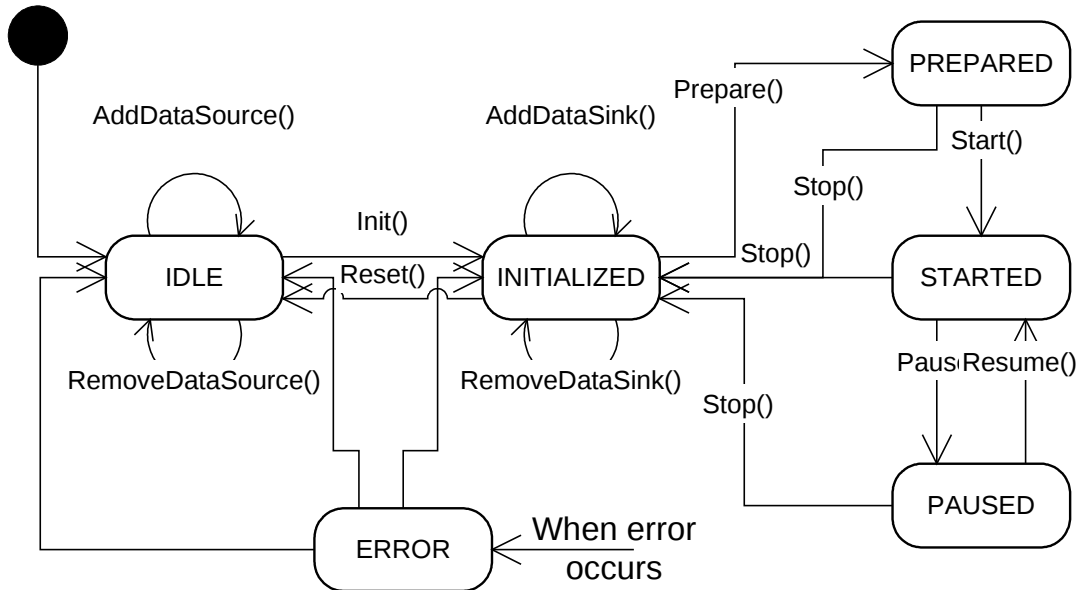 PREPARED
Prepare()
AddDataSource()
AddDataSink()
Start()
Stop()
Init()
Stop()
Reset()
IDLE
INITIALIZED
STARTED
Paus
Resume()
RemoveDataSource()
RemoveDataSink()
Stop()
PAUSED
ERROR
When error
occurs